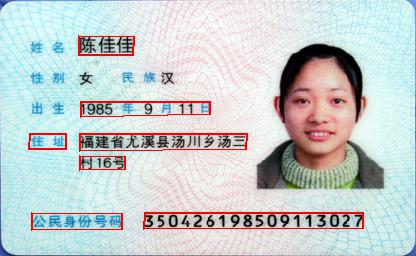 姓名 陈佳佳
性别 女 民族 汉
出生 1985 年 9 月 11 日
住址 福建省尤溪县汤川乡汤三
村16号
公民身份号码 350426198509113027